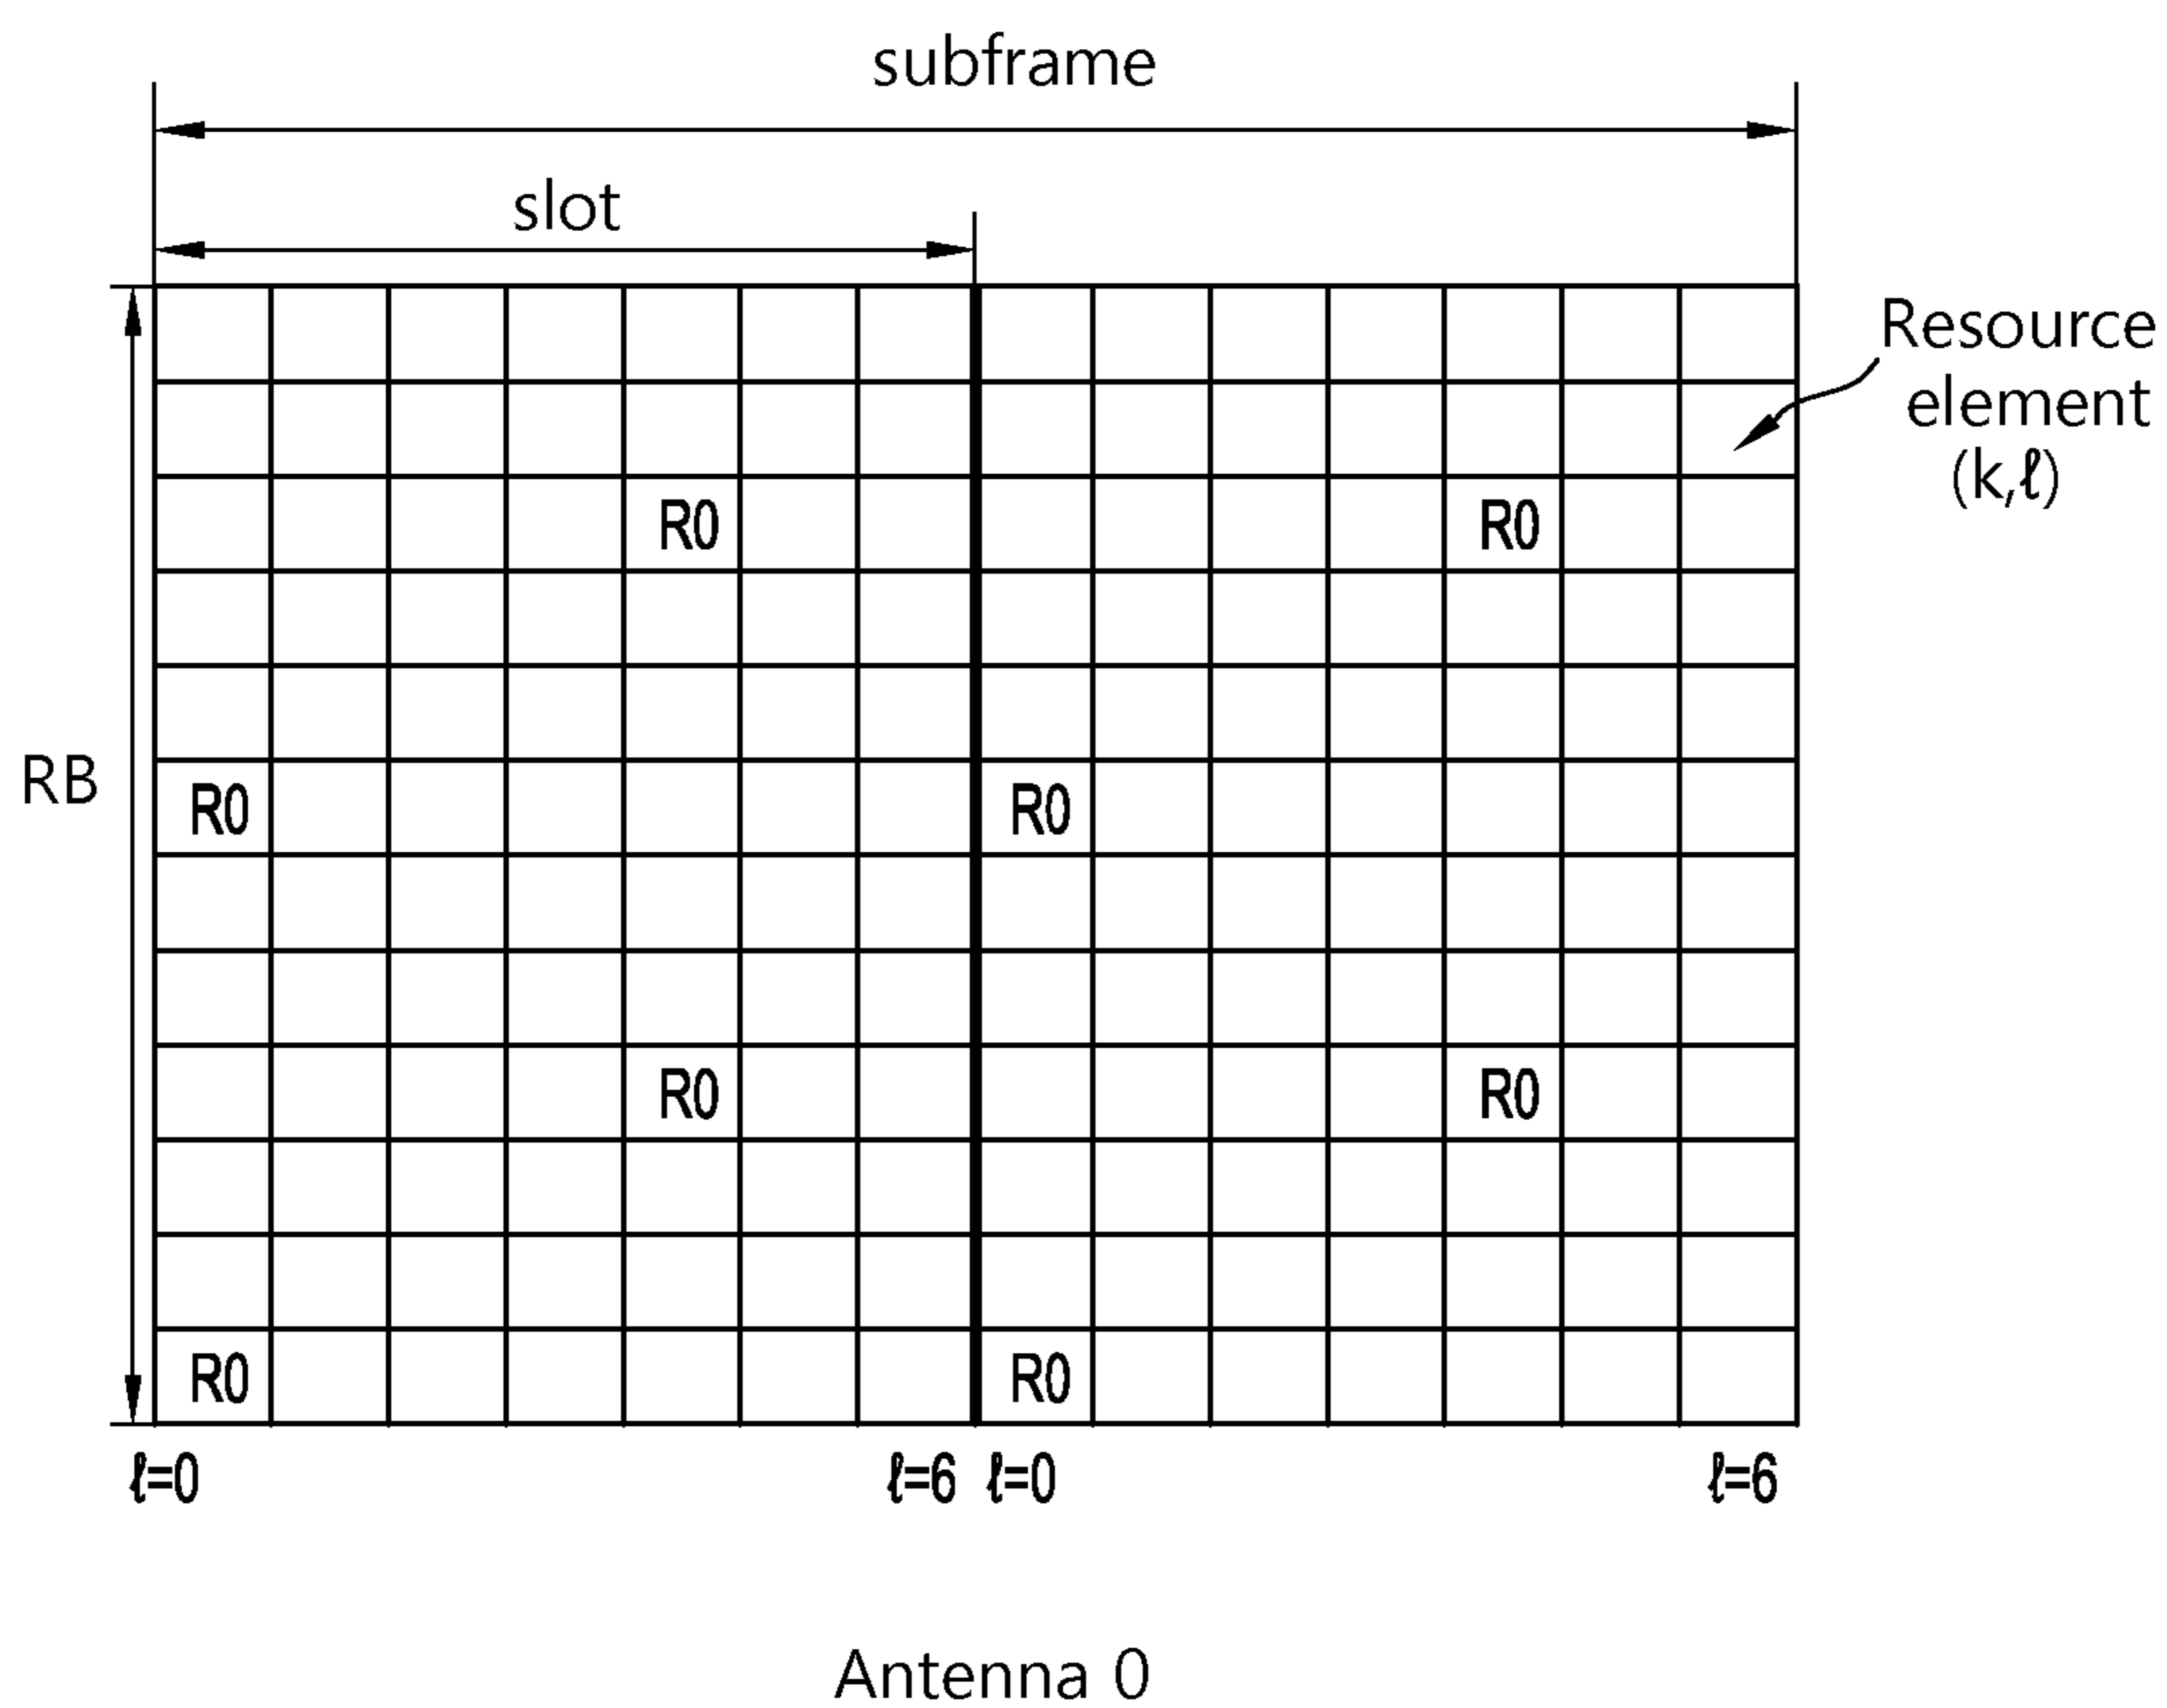 subframe
slot
Resource
element
(k,ℓ)
R0 R0
RB
R0 R0
R0 R0
R0 R0
ℓ=0 ℓ=6 ℓ=0 ℓ=6
Antenna 0